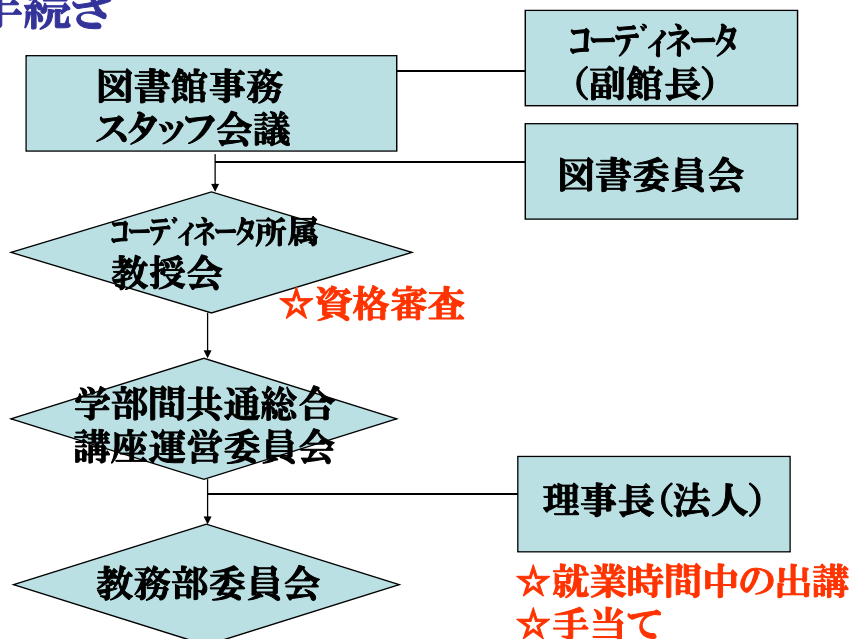 手続き
コーディネータ
（副館長）
図書館事務
スタッフ会議
図書委員会
コーディネータ所属
教授会
☆資格審査
学部間共通総合
講座運営委員会
理事長（法人）
教務部委員会
☆就業時間中の出講
☆手当て